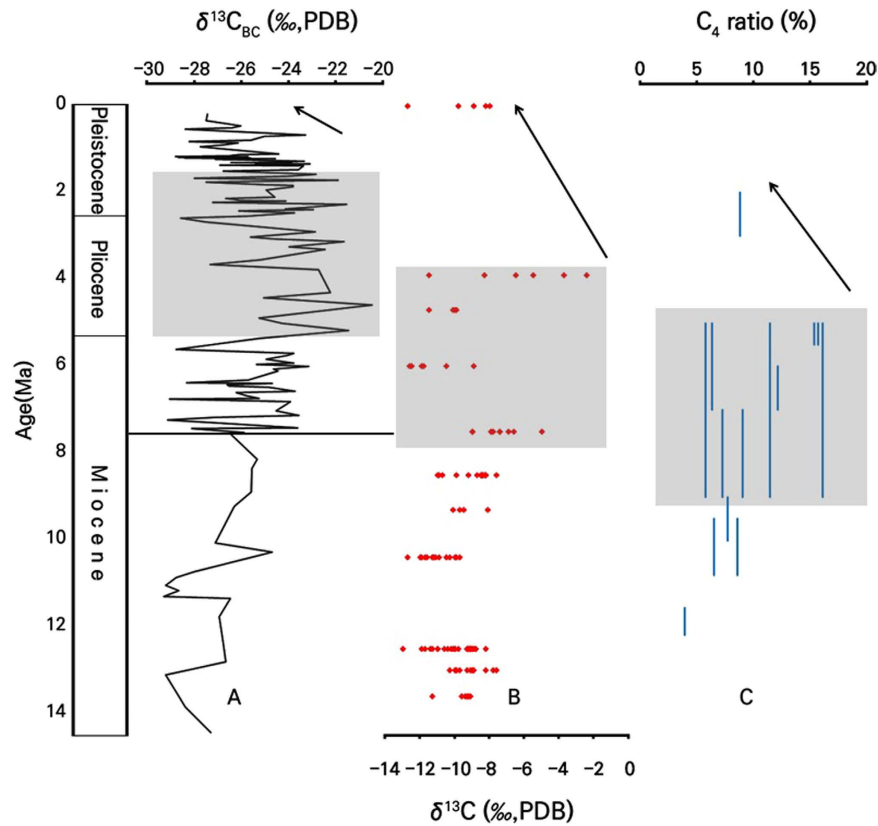 δ¹³C_BC (‰,PDB)
C₄ ratio (%)
−30 −28 −26 −24 −22 −20
0 5 10 15 20
0
2
4
6
8
10
12
14
Age(Ma)
Pleistocene
Pliocene
Miocene
A
B
C
−14 −12 −10 −8 −6 −4 −2 0
δ¹³C (‰,PDB)